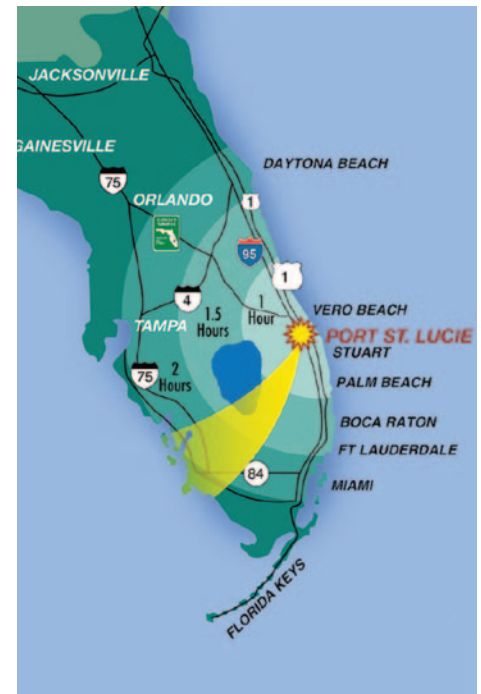 JACKSONVILLE
GAINESVILLE
75
DAYTONA BEACH
ORLANDO
1
95
1
4
1.5
Hours
1
Hour
VERO BEACH
PORT ST. LUCIE
TAMPA
STUART
75
2
Hours
PALM BEACH
BOCA RATON
FT LAUDERDALE
84
MIAMI
FLORIDA KEYS